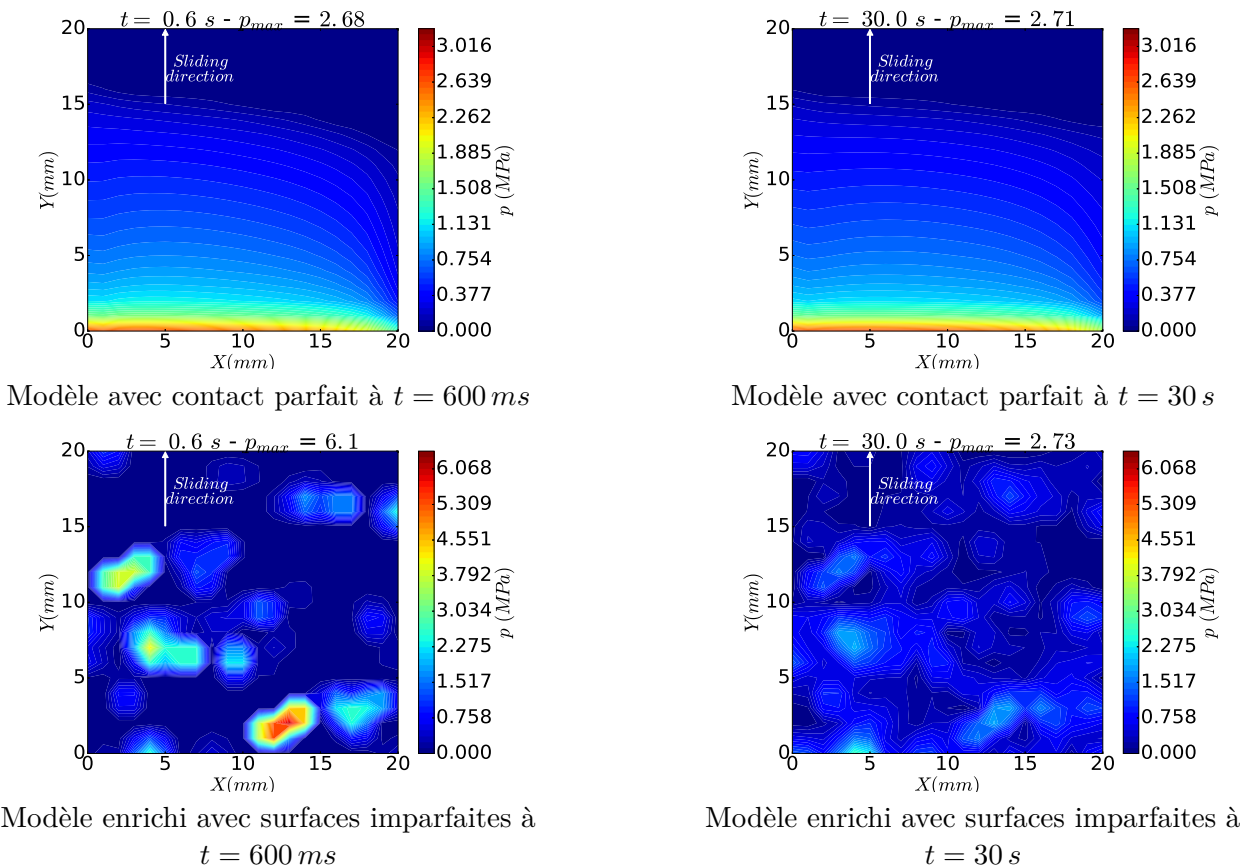 t = 0.6 s - pmax = 2.68
20
15
10
5
0
Y(mm)
Sliding
direction
0 5 10 15 20
X(mm)
3.016
2.639
2.262
1.885
1.508
1.131
0.754
0.377
0.000
p (MPa)
Modèle avec contact parfait à t = 600 ms
t = 30.0 s - pmax = 2.71
20
15
10
5
0
Y(mm)
Sliding
direction
0 5 10 15 20
X(mm)
3.016
2.639
2.262
1.885
1.508
1.131
0.754
0.377
0.000
p (MPa)
Modèle avec contact parfait à t = 30 s
t = 0.6 s - pmax = 6.1
20
15
10
5
0
Y(mm)
Sliding
direction
0 5 10 15 20
X(mm)
6.068
5.309
4.551
3.792
3.034
2.275
1.517
0.758
0.000
p (MPa)
Modèle enrichi avec surfaces imparfaites à
t = 600 ms
t = 30.0 s - pmax = 2.73
20
15
10
5
0
Y(mm)
Sliding
direction
0 5 10 15 20
X(mm)
6.068
5.309
4.551
3.792
3.034
2.275
1.517
0.758
0.000
p (MPa)
Modèle enrichi avec surfaces imparfaites à
t = 30 s